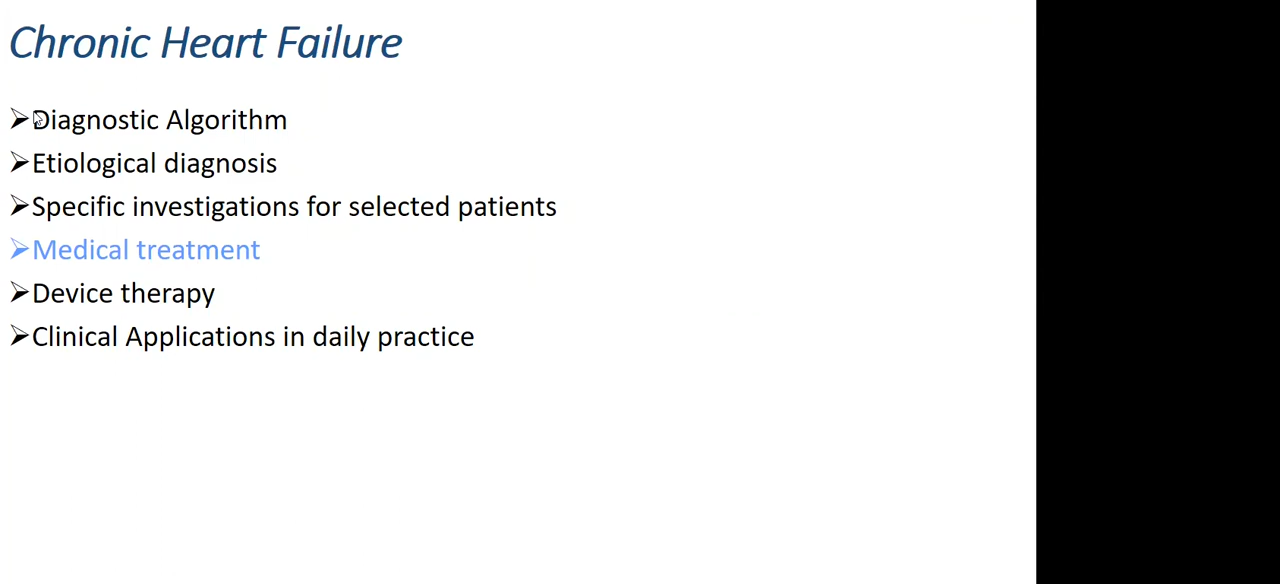 Chronic Heart Failure
➢Diagnostic Algorithm
➢Etiological diagnosis
➢Specific investigations for selected patients
➢Medical treatment
➢Device therapy
➢Clinical Applications in daily practice